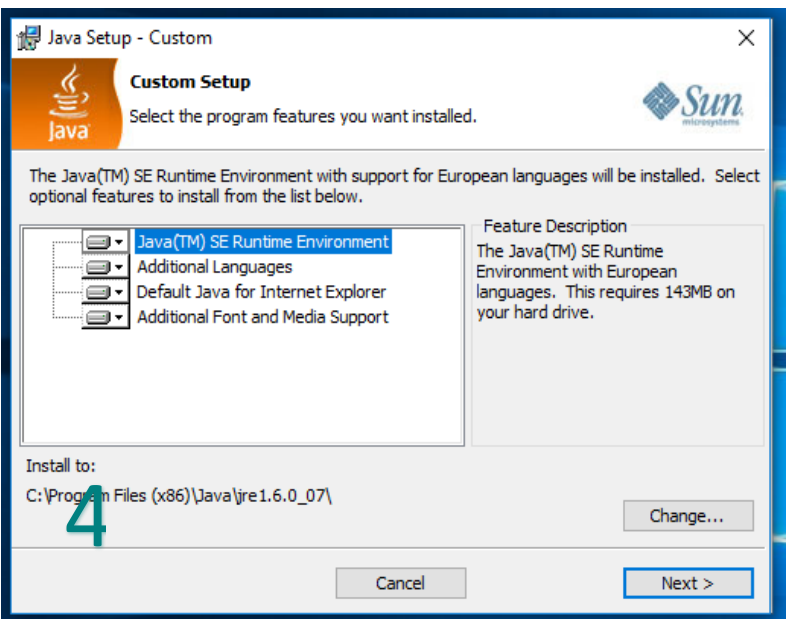 Java Setup - Custom
Java
Custom Setup
Select the program features you want installed.
Sun
microsystems
The Java(TM) SE Runtime Environment with support for European languages will be installed. Select
optional features to install from the list below.
Java(TM) SE Runtime Environment
Additional Languages
Default Java for Internet Explorer
Additional Font and Media Support
Feature Description
The Java(TM) SE Runtime
Environment with European
languages. This requires 143MB on
your hard drive.
Install to:
C:\Program Files (x86)\Java\jre1.6.0_07\
4
Change...
Cancel
Next >